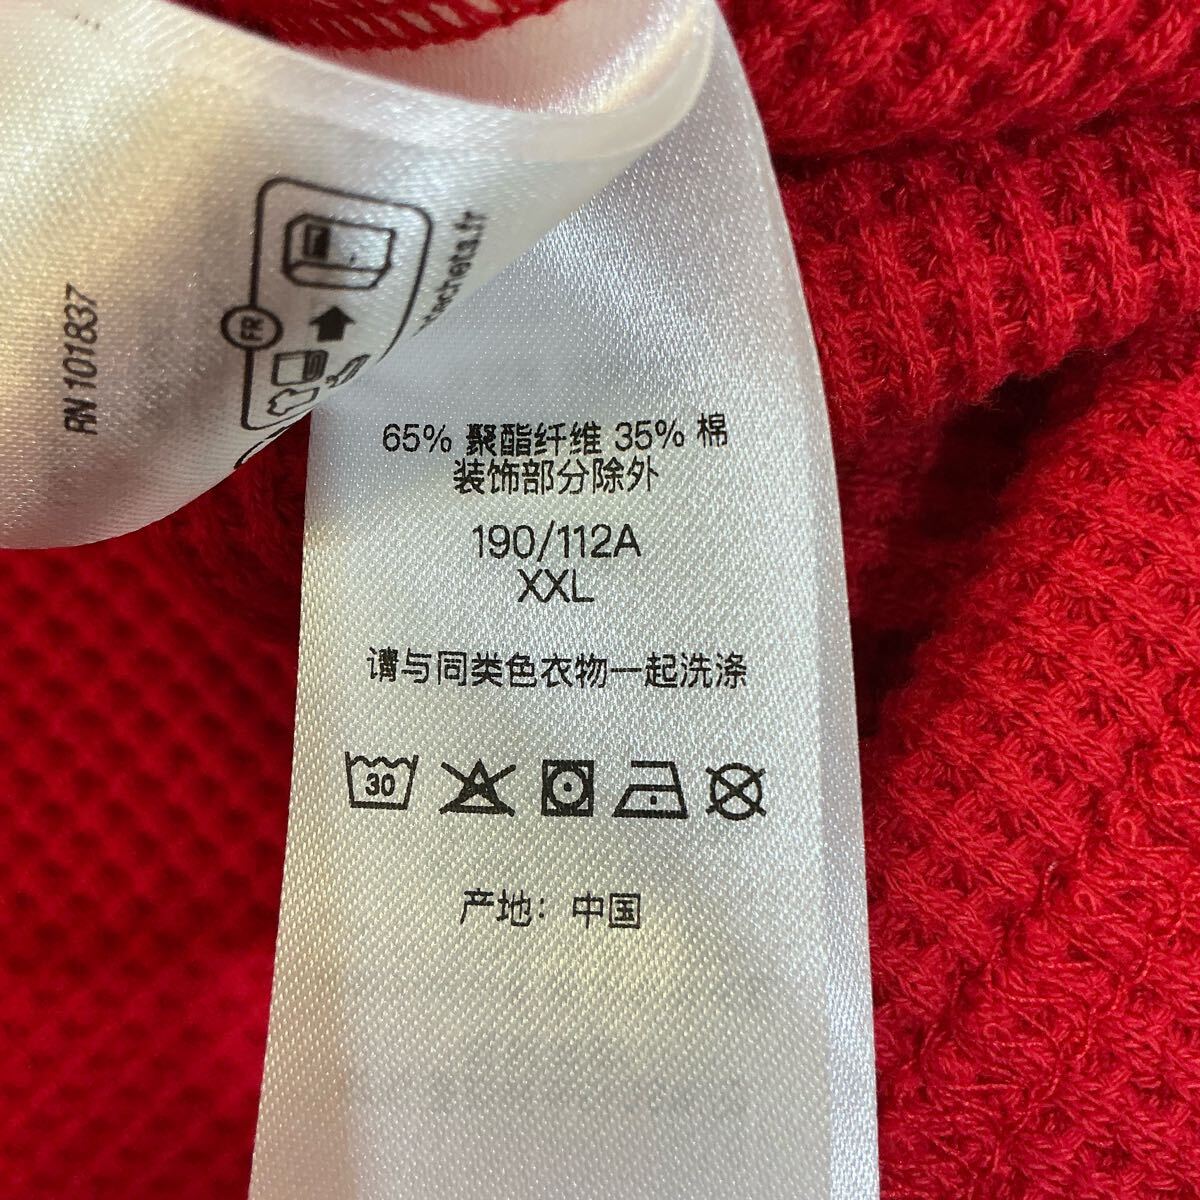 RN 101837
FR
65% 聚酯纤维 35% 棉
装饰部分除外
190/112A
XXL
请与同类色衣物一起洗涤
30
产地：中国